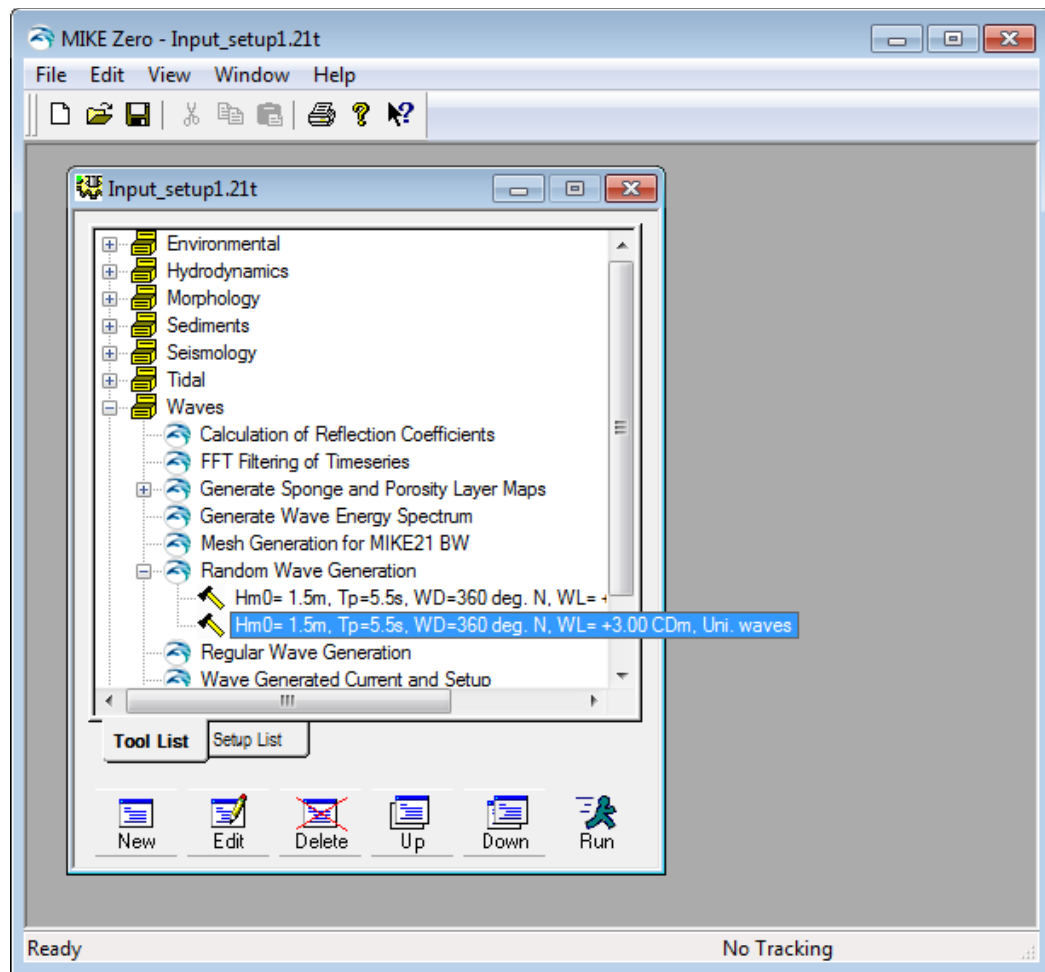 MIKE Zero - Input_setup1.21t
File Edit View Window Help
Input_setup1.21t
Environmental
Hydrodynamics
Morphology
Sediments
Seismology
Tidal
Waves
Calculation of Reflection Coefficients
FFT Filtering of Timeseries
Generate Sponge and Porosity Layer Maps
Generate Wave Energy Spectrum
Mesh Generation for MIKE21 BW
Random Wave Generation
Hm0= 1.5m, Tp=5.5s, WD=360 deg. N, WL= +
Hm0= 1.5m, Tp=5.5s, WD=360 deg. N, WL= +3.00 CDm, Uni. waves
Regular Wave Generation
Wave Generated Current and Setup
Tool List Setup List
New Edit Delete Up Down Run
Ready No Tracking